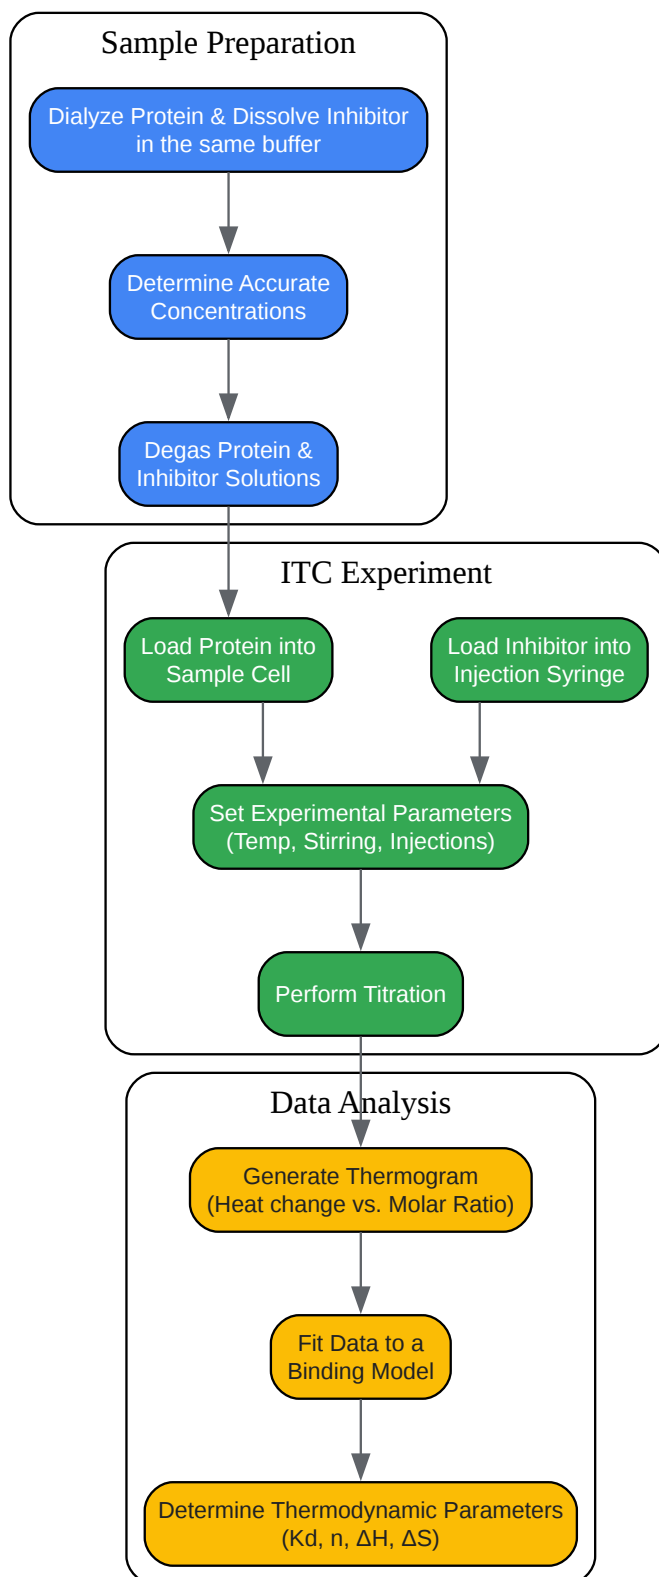 Sample Preparation
Dialyze Protein & Dissolve Inhibitor
in the same buffer
Determine Accurate
Concentrations
Degas Protein &
Inhibitor Solutions
ITC Experiment
Load Protein into
Sample Cell
Load Inhibitor into
Injection Syringe
Set Experimental Parameters
(Temp, Stirring, Injections)
Perform Titration
Data Analysis
Generate Thermogram
(Heat change vs. Molar Ratio)
Fit Data to a
Binding Model
Determine Thermodynamic Parameters
(Kd, n, ΔH, ΔS)